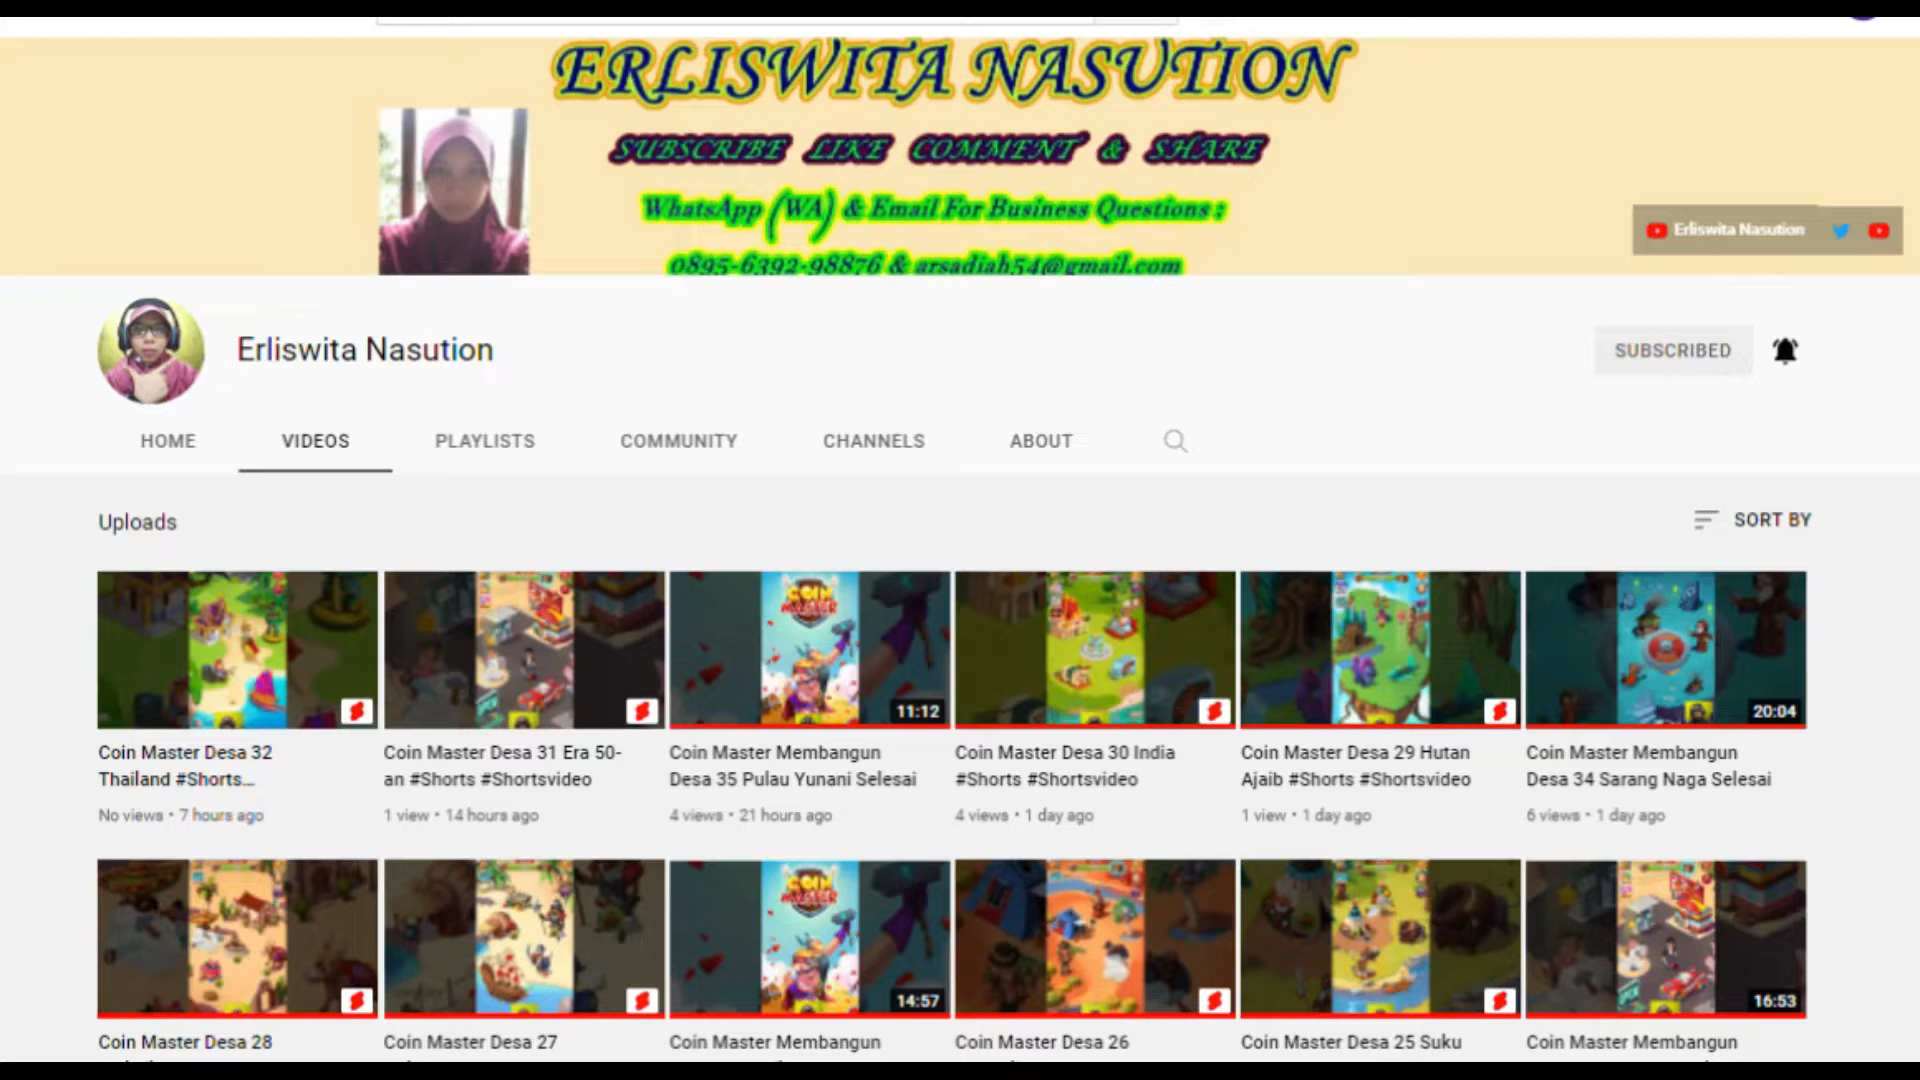 ERLISWITA NASUTION
SUBSCRIBE LIKE COMMENT & SHARE
WhatsApp (WA) & Email For Business Questions :
0895-6392-98876 & arsadiah54@gmail.com
Erliswita Nasution
Erliswita Nasution
SUBSCRIBED
HOME VIDEOS PLAYLISTS COMMUNITY CHANNELS ABOUT
Uploads
SORT BY
COIN MASTER
11:12
20:04
Coin Master Desa 32
Thailand #Shorts...
No views • 7 hours ago
Coin Master Desa 31 Era 50-
an #Shorts #Shortsvideo
1 view • 14 hours ago
Coin Master Membangun
Desa 35 Pulau Yunani Selesai
4 views • 21 hours ago
Coin Master Desa 30 India
#Shorts #Shortsvideo
4 views • 1 day ago
Coin Master Desa 29 Hutan
Ajaib #Shorts #Shortsvideo
1 view • 1 day ago
Coin Master Membangun
Desa 34 Sarang Naga Selesai
6 views • 1 day ago
COIN MASTER
14:57
OPEN
16:53
Coin Master Desa 28
Coin Master Desa 27
Coin Master Membangun
Coin Master Desa 26
Coin Master Desa 25 Suku
Coin Master Membangun